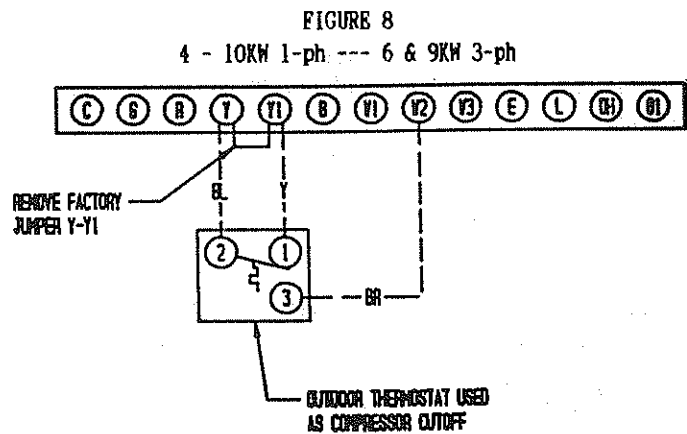 FIGURE 8
4 - 10KW 1-ph --- 6 & 9KW 3-ph
C G R Y Y1 B W1 W2 W3 E L OH O1
REMOVE FACTORY
JUMPER Y-Y1
BL Y
2 1
3 BR
OUTDOOR THERMOSTAT USED
AS COMPRESSOR CUTOFF